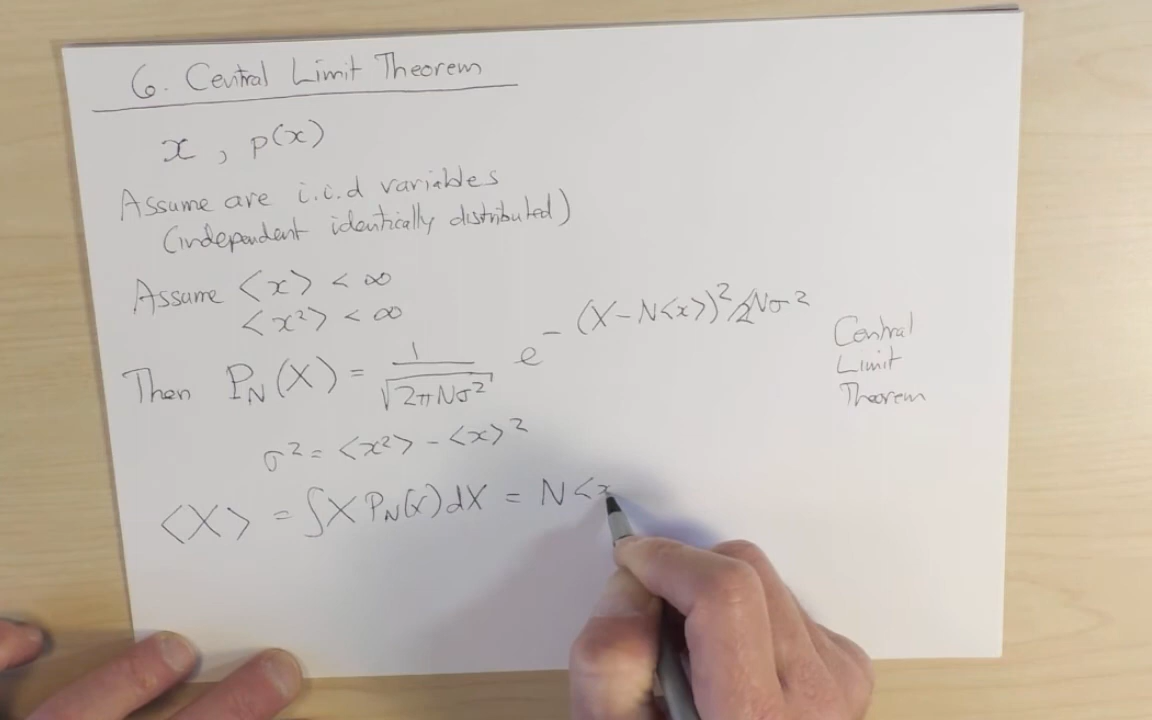 6. Central Limit Theorem
x, p(x)
Assume are i.i.d variables
(independent identically distributed)
Assume <x> < ∞
<x²> < ∞
Then P_N(X) = 1/√(2πNσ²) e^-(X-N<x>)²/2Nσ²
Central
Limit
Theorem
σ² = <x²> - <x>²
<X> = ∫X P_N(X) dX = N<x